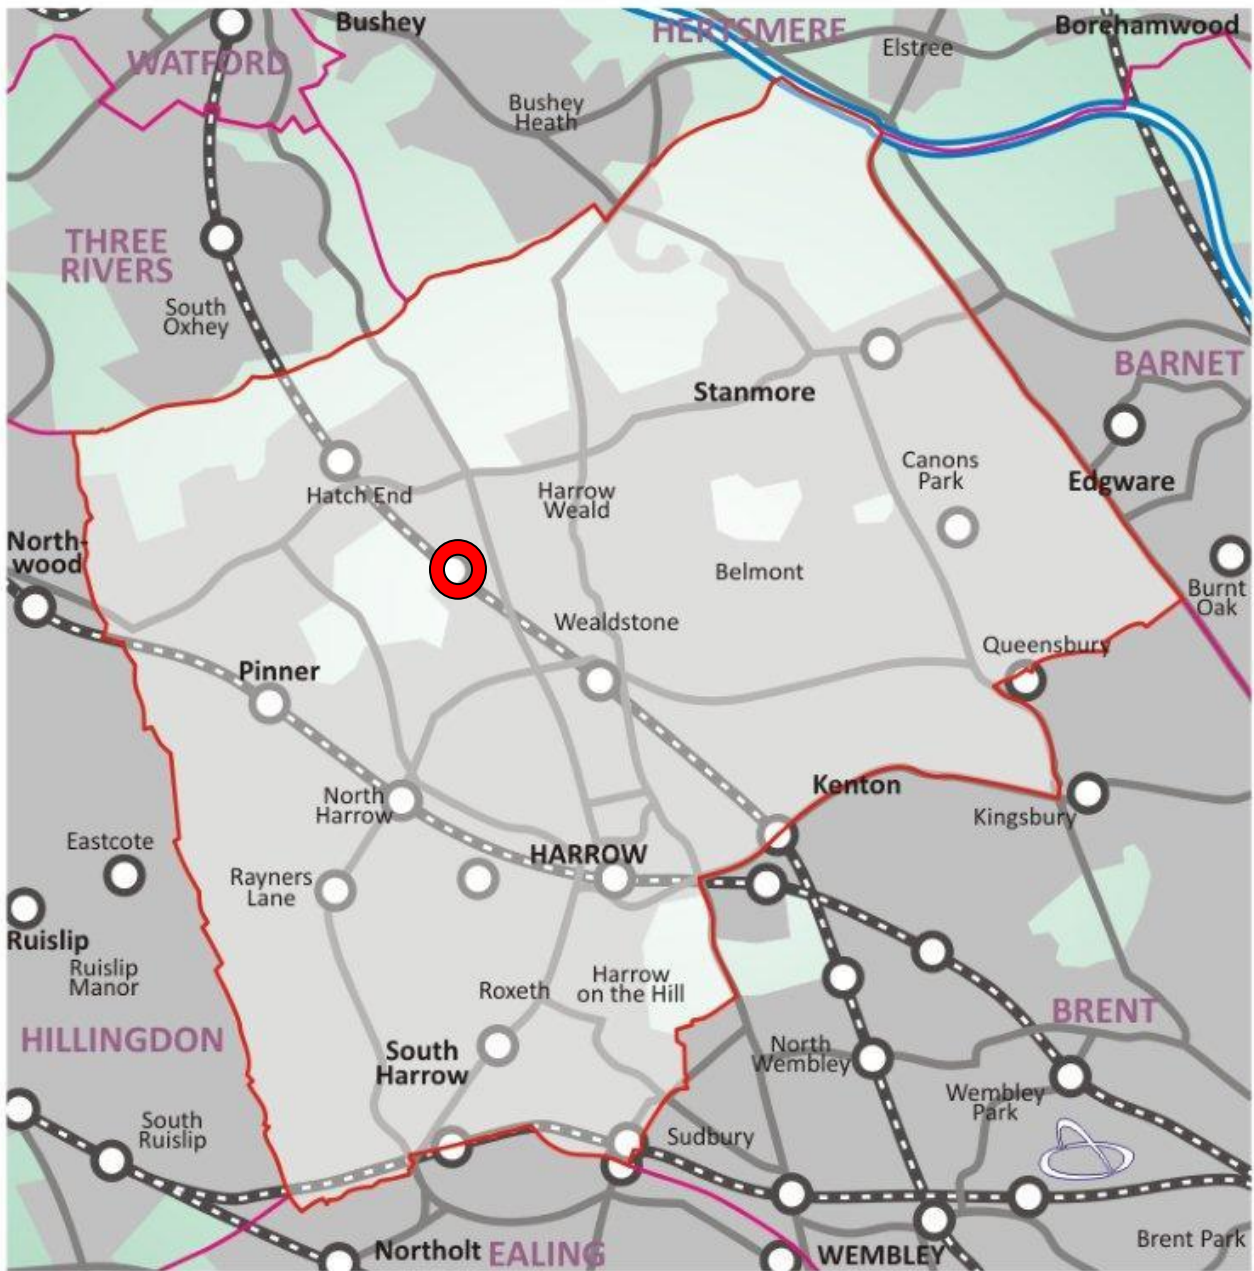 Bushey
HERTSMERE
Borehamwood
WATFORD
Elstree
Bushey
Heath
THREE
RIVERS
South
Oxhey
BARNET
Stanmore
Canons
Park
Edgware
Hatch End
Harrow
Weald
North-
wood
Belmont
Burnt
Oak
Wealdstone
Queensbury
Pinner
Kenton
North
Harrow
Kingsbury
Eastcote
HARROW
Rayners
Lane
Ruislip
Ruislip
Manor
Harrow
on the Hill
Roxeth
BRENT
HILLINGDON
South
Harrow
North
Wembley
Wembley
Park
South
Ruislip
Sudbury
Northolt
EALING
WEMBLEY
Brent Park